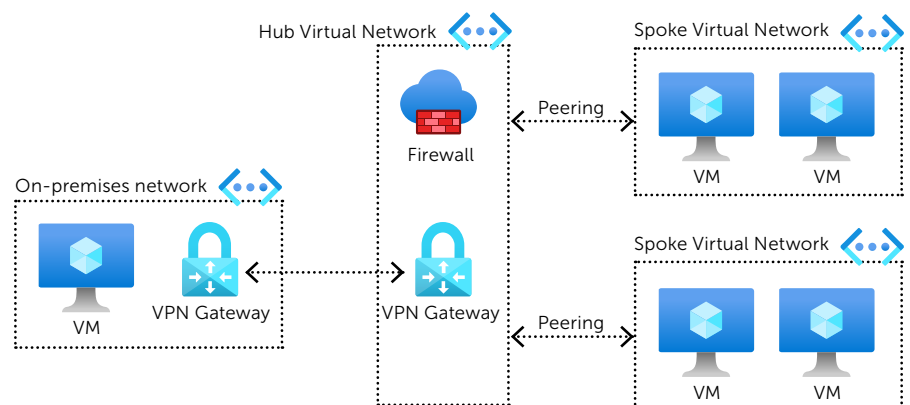 Hub Virtual Network
Spoke Virtual Network
Peering
Firewall
VM
VM
On-premises network
Spoke Virtual Network
VM
VPN Gateway
VPN Gateway
Peering
VM
VM